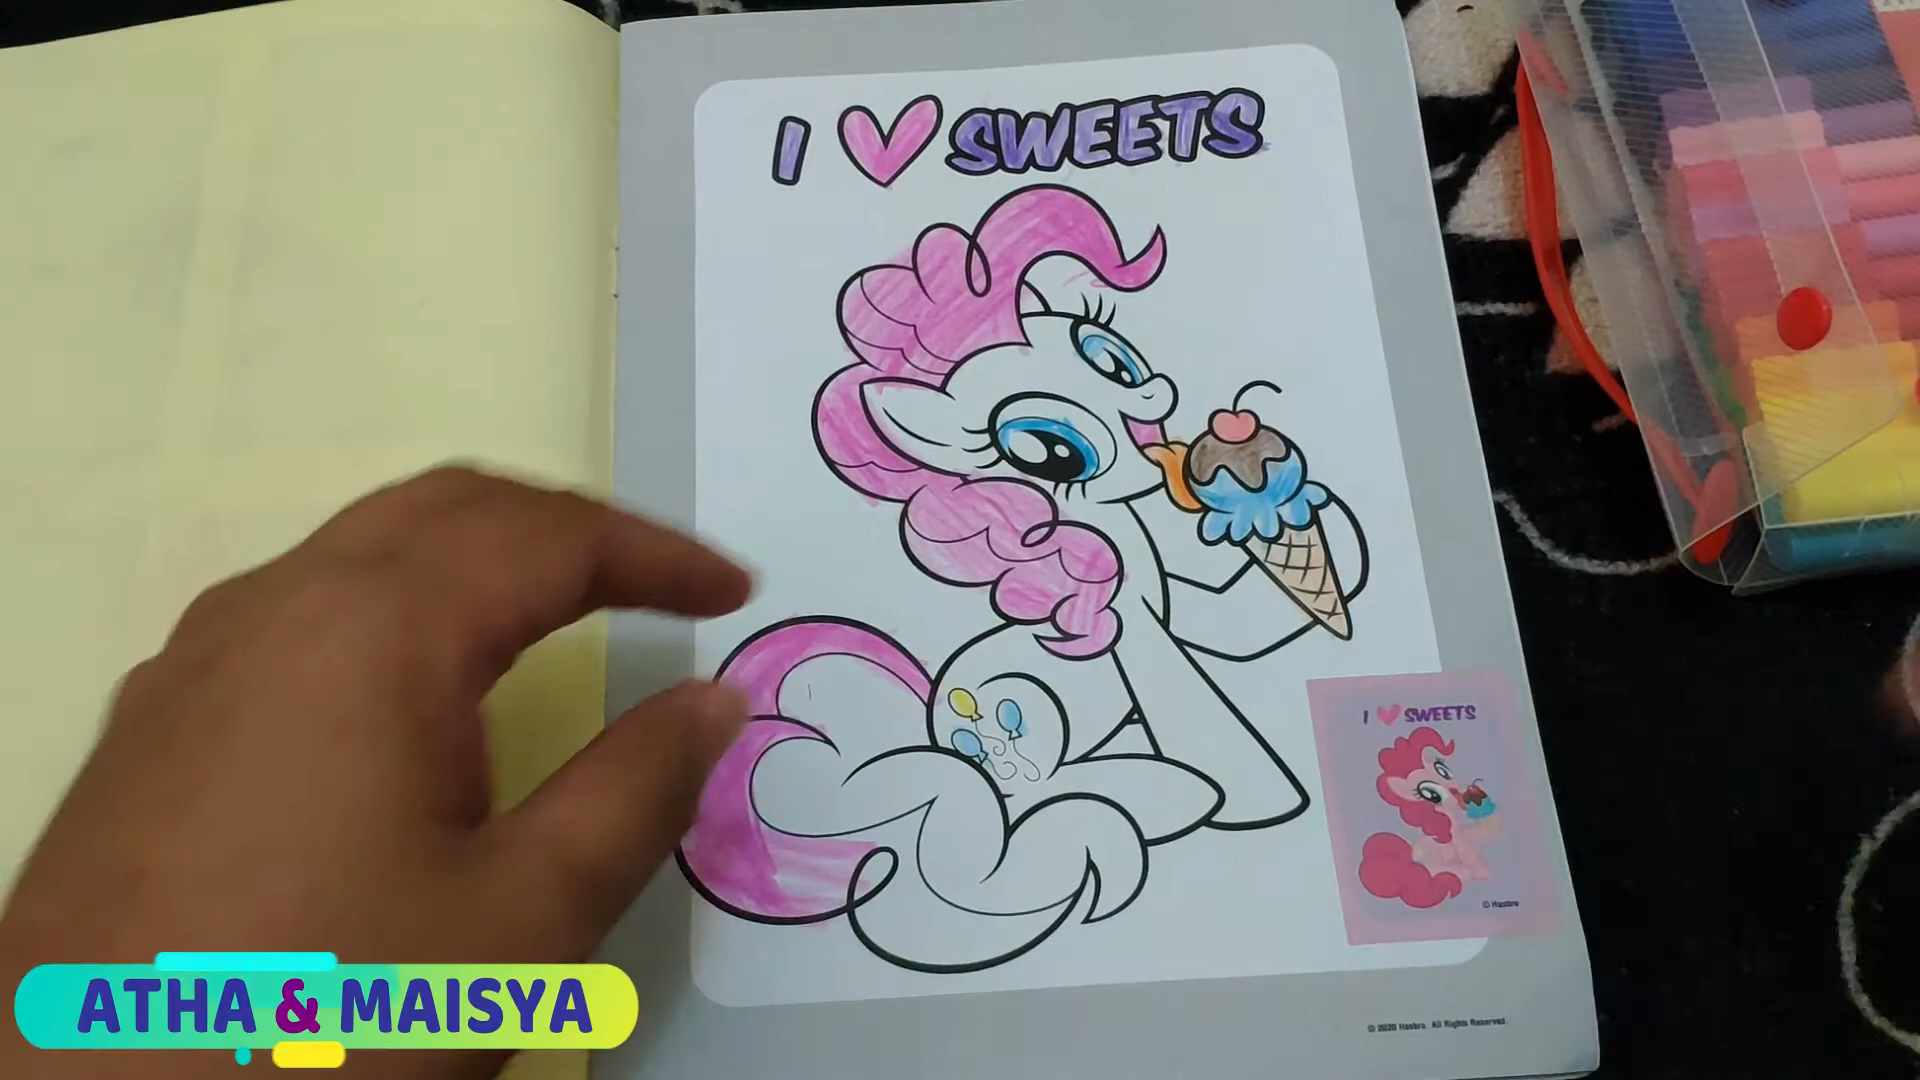 I ❤ SWEETS
I ❤ SWEETS
© Hasbro
© 2020 Hasbro. All Rights Reserved.
ATHA & MAISYA